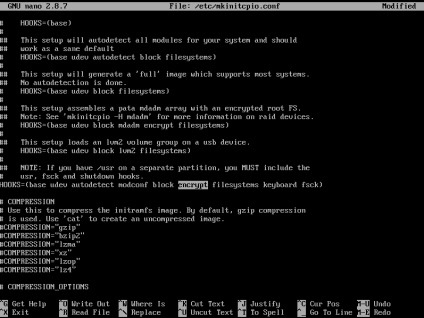 GNU nano 2.8.7 File: /etc/mkinitcpio.conf Modified
# HOOKS=(base)
#
## This setup will autodetect all modules for your system and should
## work as a sane default
# HOOKS=(base udev autodetect block filesystems)
#
## This setup will generate a 'full' image which supports most systems.
## No autodetection is done.
# HOOKS=(base udev block filesystems)
#
## This setup assembles a pata mdadm array with an encrypted root FS.
## Note: See 'mkinitcpio -H mdadm' for more information on raid devices.
# HOOKS=(base udev block mdadm encrypt filesystems)
#
## This setup loads an lvm2 volume group on a usb device.
# HOOKS=(base udev block lvm2 filesystems)
#
## NOTE: If you have /usr on a separate partition, you MUST include the
# usr, fsck and shutdown hooks.
HOOKS=(base udev autodetect modconf block encrypt filesystems keyboard fsck)
# COMPRESSION
# Use this to compress the initramfs image. By default, gzip compression
# is used. Use 'cat' to create an uncompressed image.
#COMPRESSION="gzip"
#COMPRESSION="bzip2"
#COMPRESSION="lzma"
#COMPRESSION="xz"
#COMPRESSION="lzop"
#COMPRESSION="lz4"
# COMPRESSION_OPTIONS
^G Get Help ^O Write Out ^W Where Is ^K Cut Text ^J Justify ^C Cur Pos M-U Undo
^X Exit ^R Read File ^\ Replace ^U Uncut Text ^T To Spell ^_ Go To Line M-E Redo